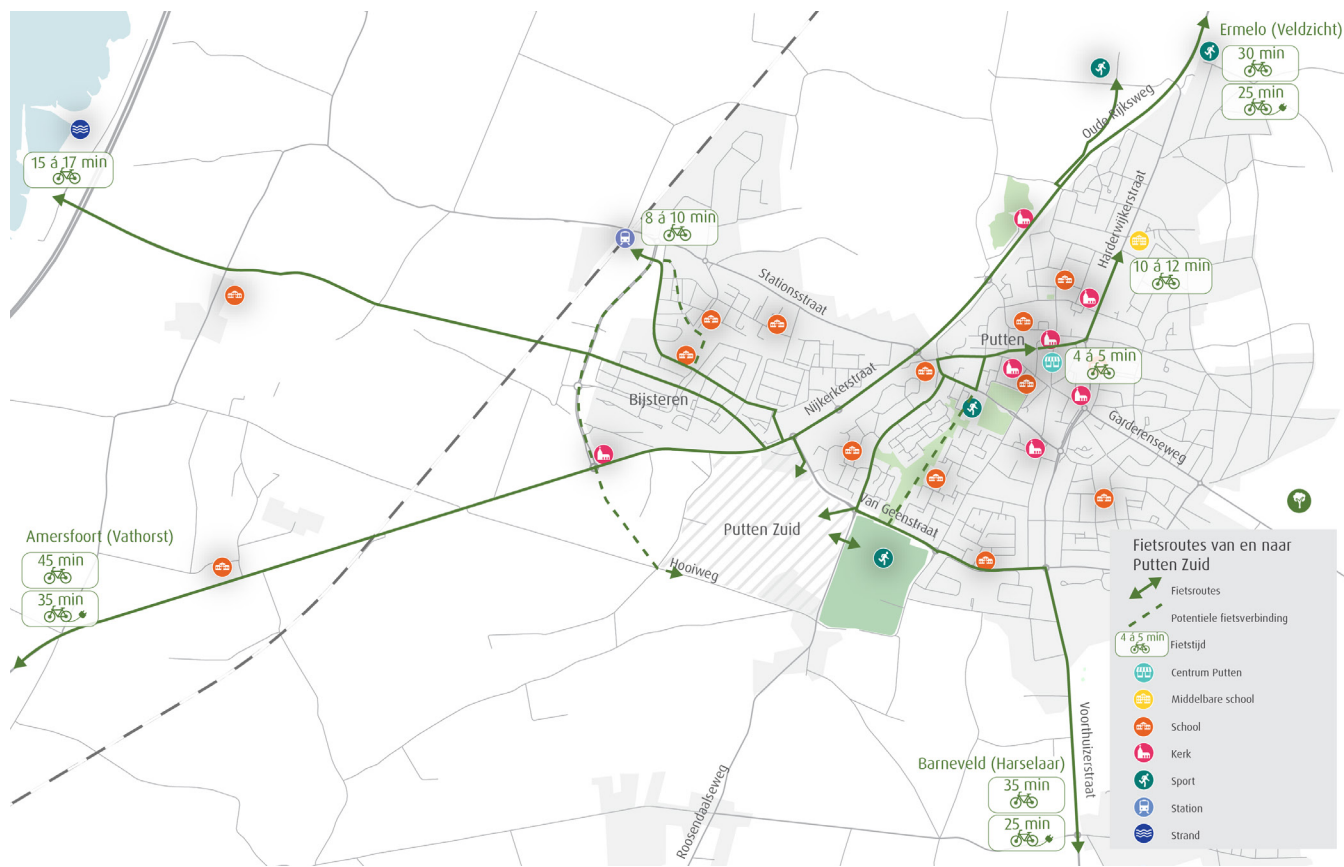 Ermelo (Veldzicht)
30 min
25 min
Oude Rijksweg
15 á 17 min
8 á 10 min
Harderwijkerstraat
10 á 12 min
Stationsstraat
Putten
4 á 5 min
Nijkerkerstraat
Bijsteren
Garderenseweg
Van Geenstraat
Putten Zuid
Hooiweg
Amersfoort (Vathorst)
45 min
35 min
Voorthuizerstraat
Roosendaalseweg
Barneveld (Harselaar)
35 min
25 min
Fietsroutes van en naar
Putten Zuid
Fietsroutes
Potentiele fietsverbinding
4 á 5 min
Fietstijd
Centrum Putten
Middelbare school
School
Kerk
Sport
Station
Strand